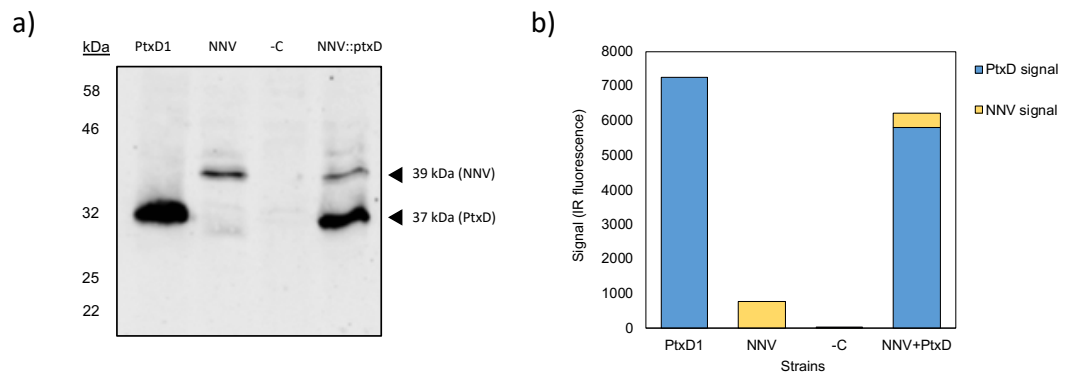 a)
kDa PtxD1 NNV -C NNV::ptxD
58
46
39 kDa (NNV)
32
37 kDa (PtxD)
25
22
b)
8000
7000
6000
5000
4000
3000
2000
1000
0
Signal (IR fluorescence)
PtxD1 NNV -C NNV+PtxD
Strains
PtxD signal
NNV signal